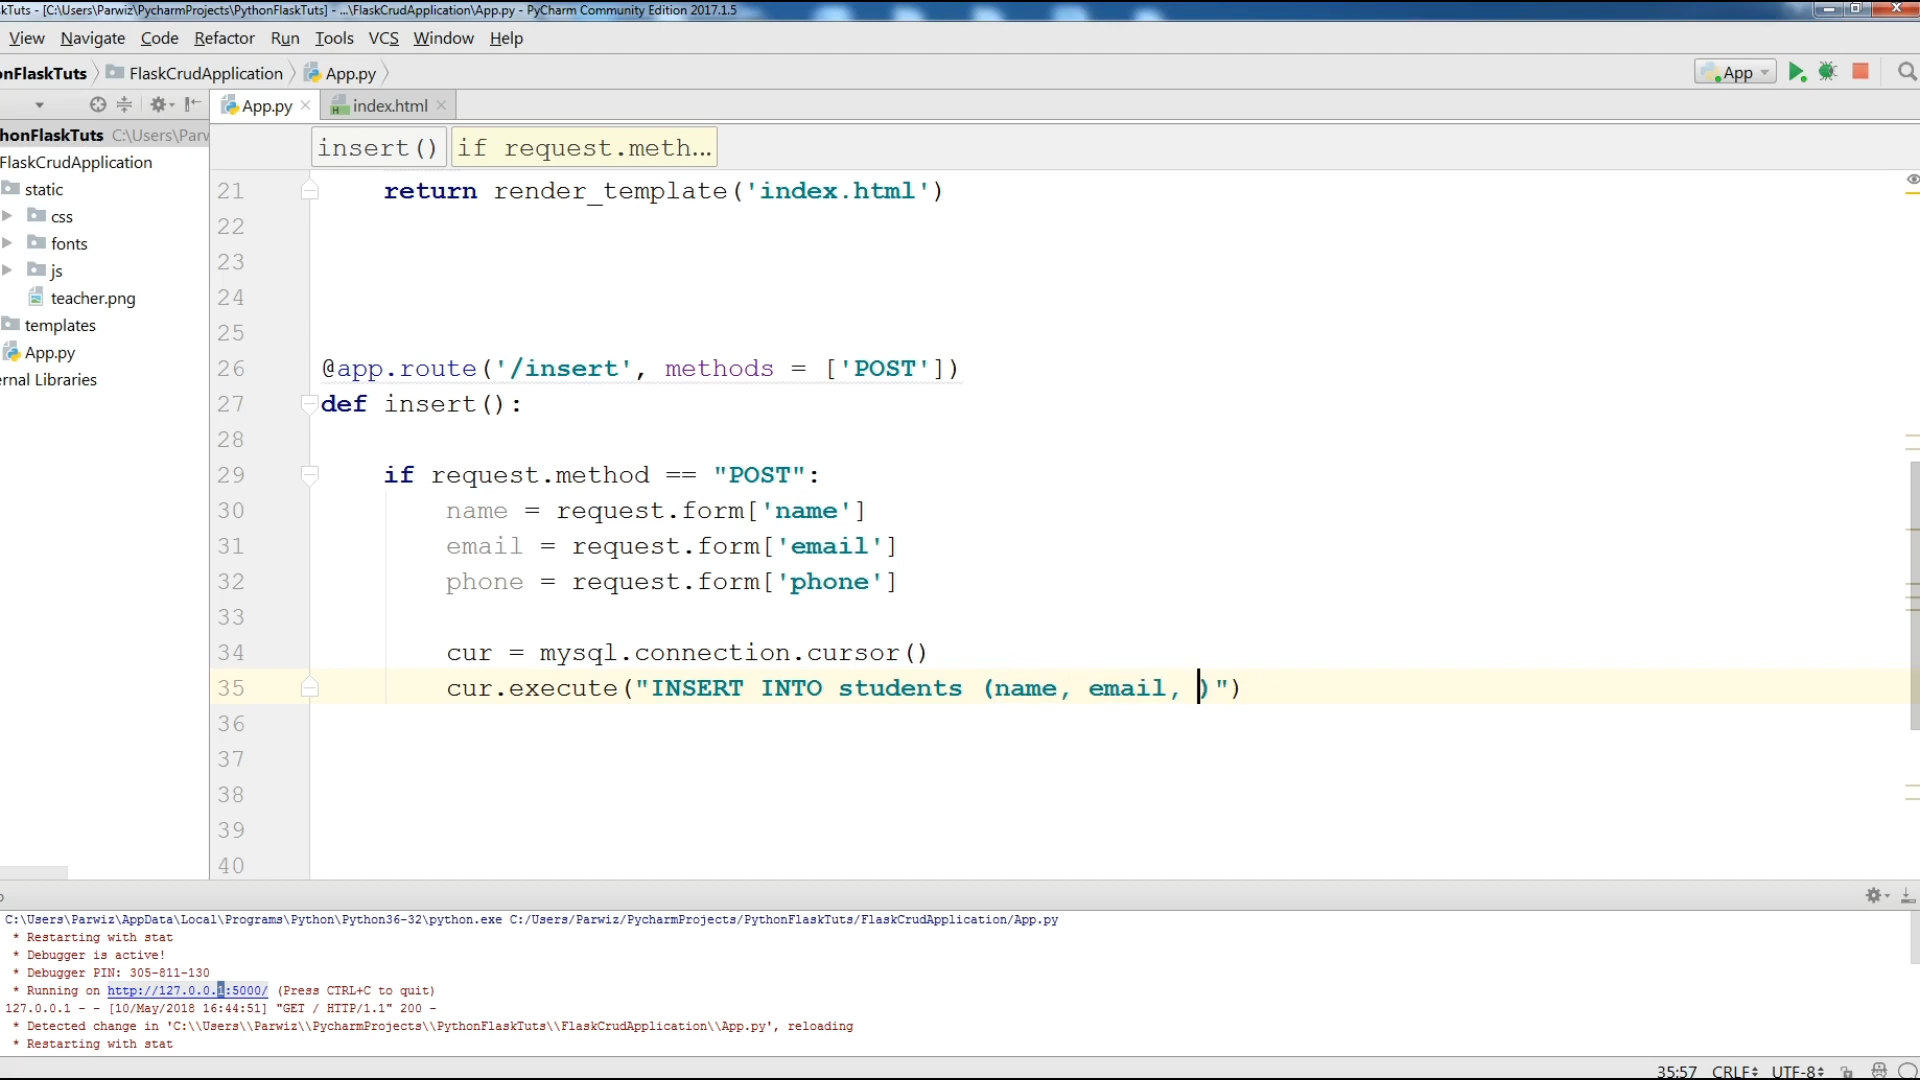 kTuts - [C:\Users\Parwiz\PycharmProjects\PythonFlaskTuts] - ...\FlaskCrudApplication\App.py - PyCharm Community Edition 2017.1.5
View Navigate Code Refactor Run Tools VCS Window Help
onFlaskTuts FlaskCrudApplication App.py App
App.py index.html
honFlaskTuts C:\Users\Parw
FlaskCrudApplication
static
css
fonts
js
teacher.png
templates
App.py
ernal Libraries
insert() if request.meth...
21 return render_template('index.html')
22
23
24
25
26 @app.route('/insert', methods = ['POST'])
27 def insert():
28
29 if request.method == "POST":
30 name = request.form['name']
31 email = request.form['email']
32 phone = request.form['phone']
33
34 cur = mysql.connection.cursor()
35 cur.execute("INSERT INTO students (name, email, )")
36
37
38
39
40
C:\Users\Parwiz\AppData\Local\Programs\Python\Python36-32\python.exe C:/Users/Parwiz/PycharmProjects/PythonFlaskTuts/FlaskCrudApplication/App.py
* Restarting with stat
* Debugger is active!
* Debugger PIN: 305-811-130
* Running on http://127.0.0.1:5000/ (Press CTRL+C to quit)
127.0.0.1 - - [10/May/2018 16:44:51] "GET / HTTP/1.1" 200 -
* Detected change in 'C:\\Users\\Parwiz\\PycharmProjects\\PythonFlaskTuts\\FlaskCrudApplication\\App.py', reloading
* Restarting with stat
35:57 CRLF UTF-8